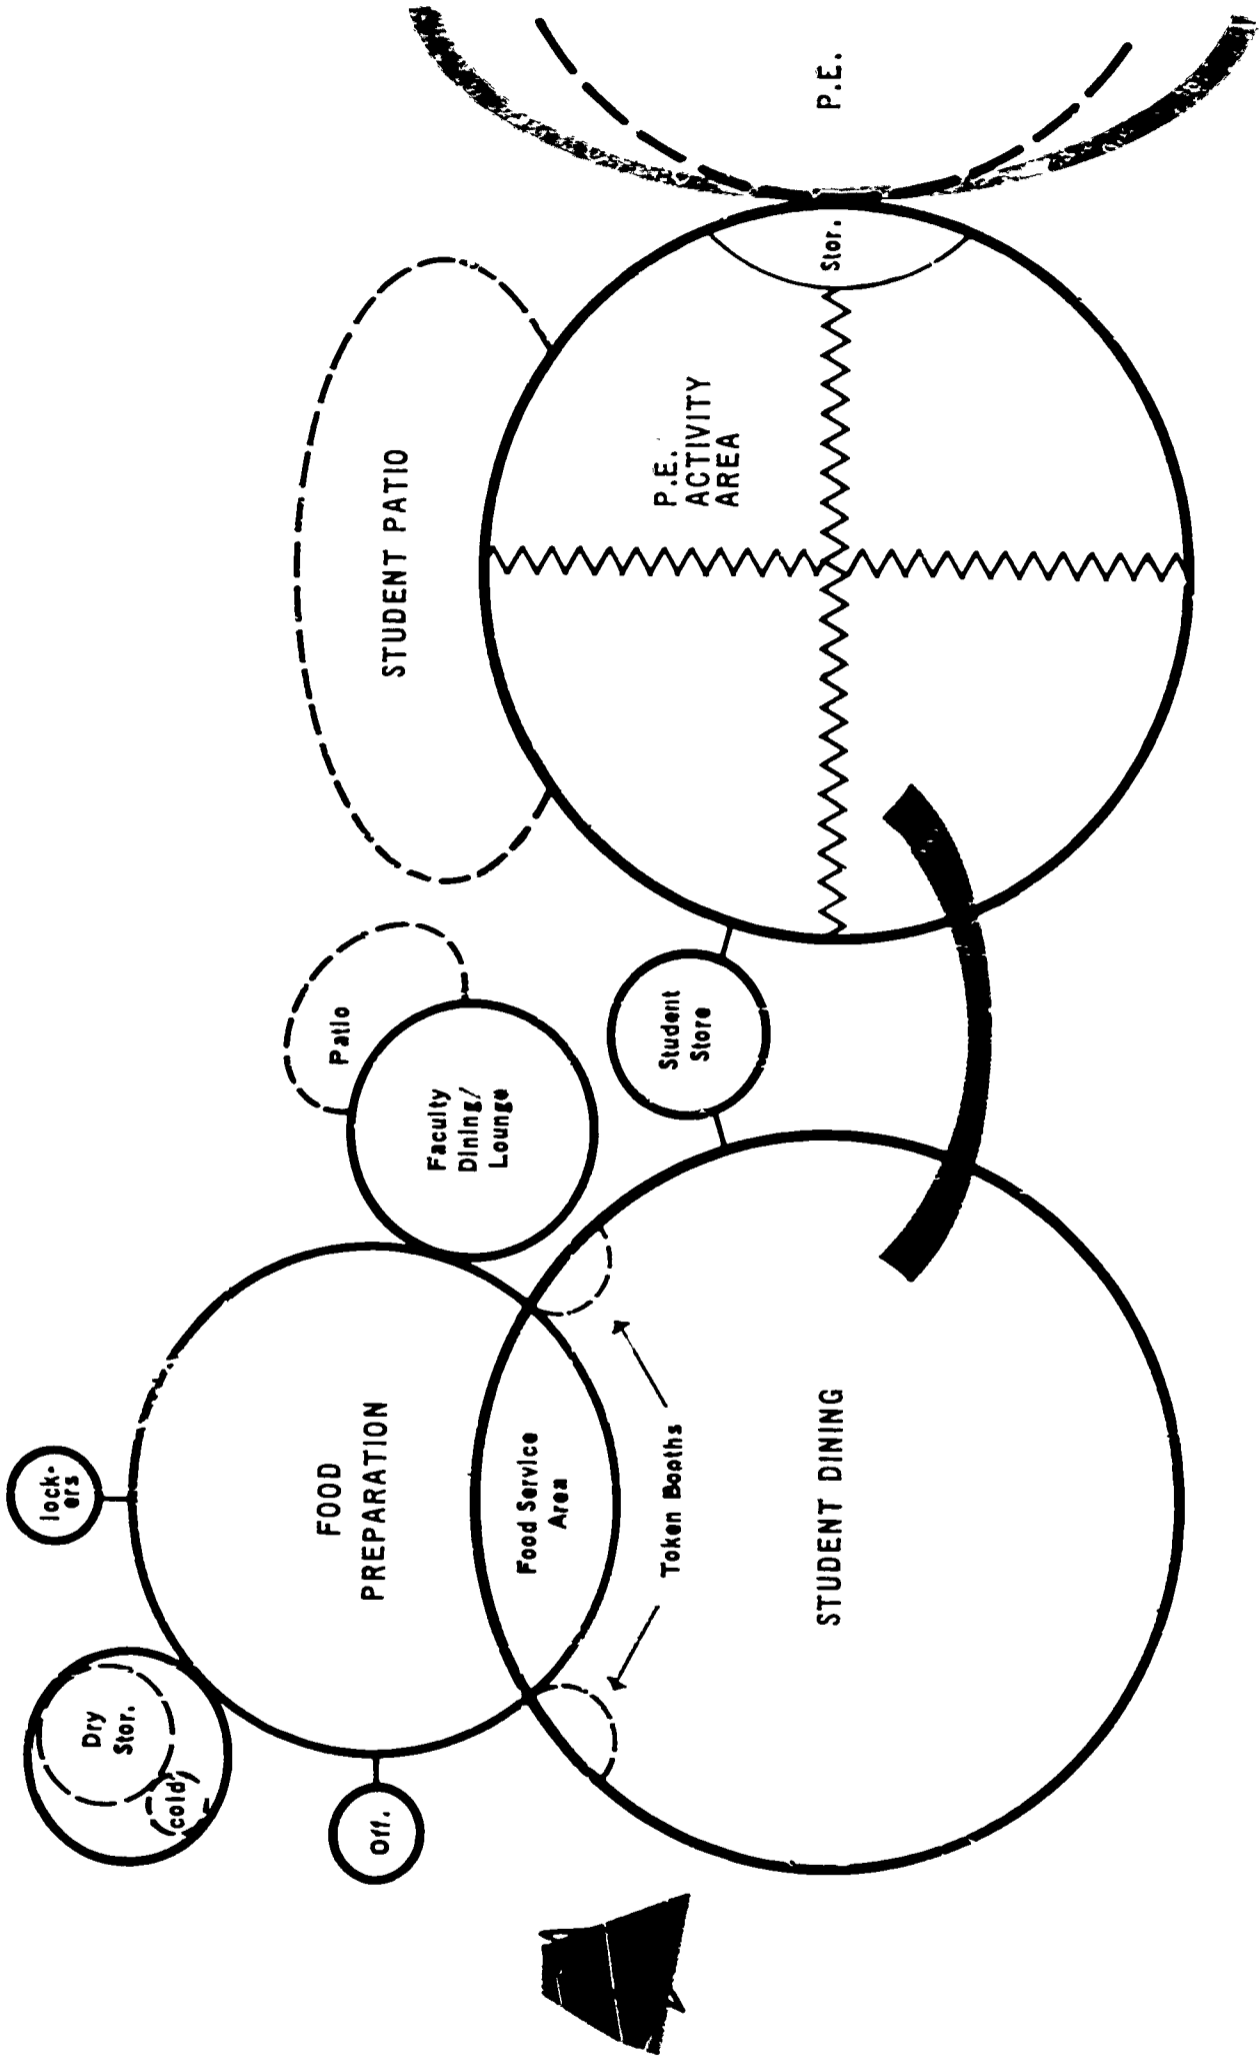 lock-
ers
Dry
Stor.
cold
Off.
FOOD
PREPARATION
Food Service
Area
Token Booths
STUDENT DINING
Patio
Faculty
Dining/
Lounge
Student
Store
STUDENT PATIO
P.E.
ACTIVITY
AREA
Stor.
P.E.